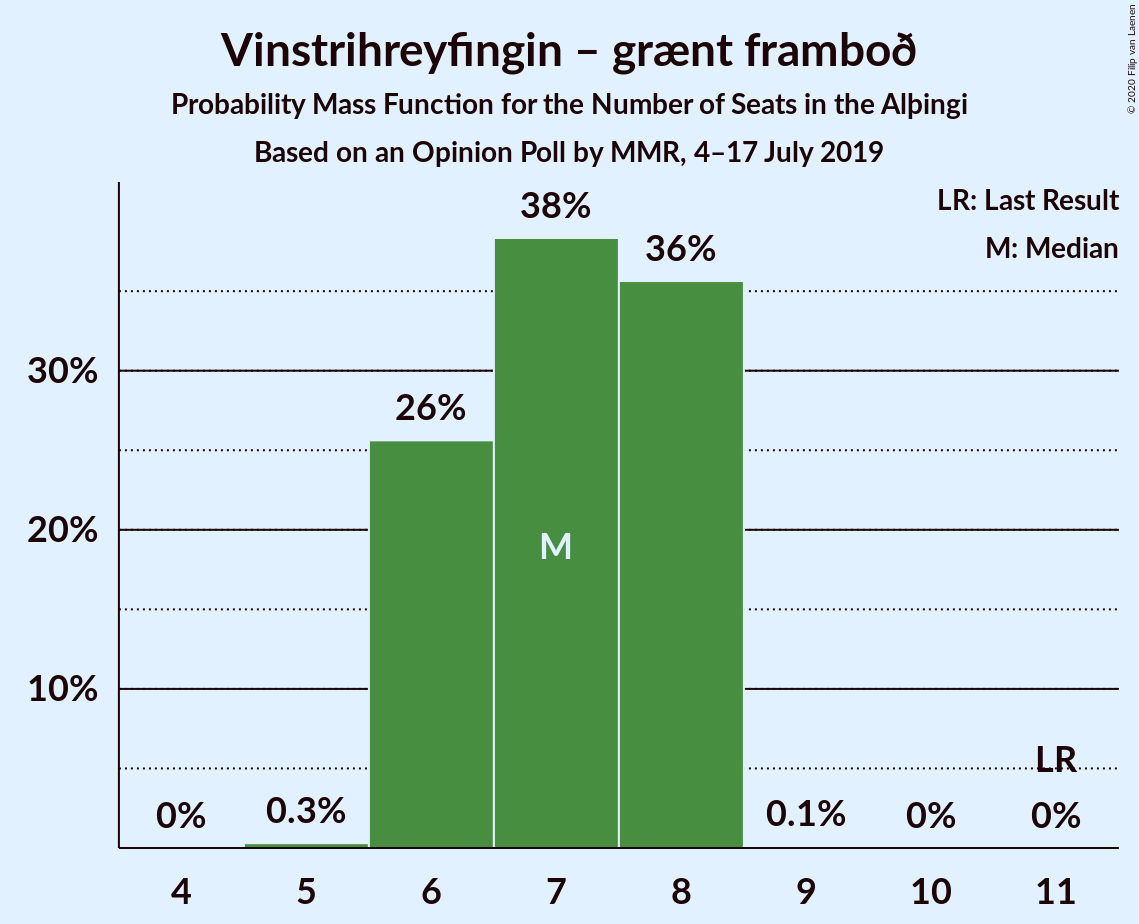 Vinstrihreyfingin – grænt framboð
Probability Mass Function for the Number of Seats in the Alþingi
Based on an Opinion Poll by MMR, 4–17 July 2019
© 2020 Filip van Laenen
LR: Last Result
M: Median
38%
36%
30%
26%
20%
M
10%
LR
0%
0.3%
0.1%
0%
0%
4 5 6 7 8 9 10 11